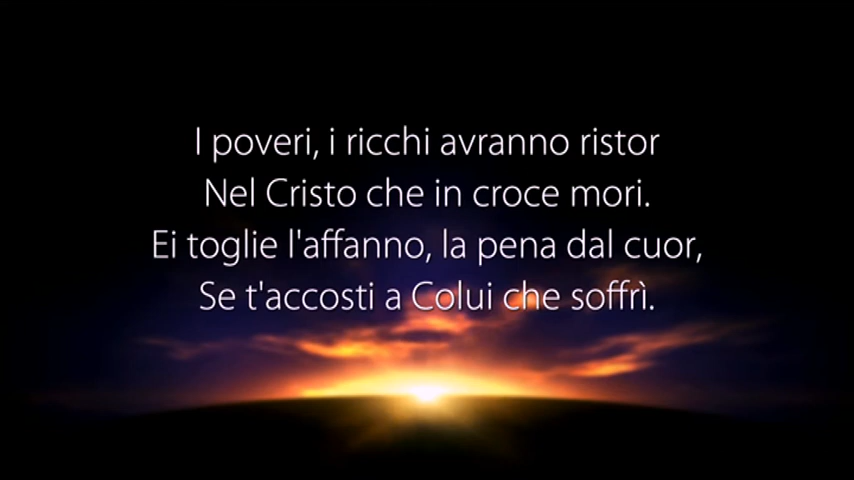 I poveri, i ricchi avranno ristor
Nel Cristo che in croce mori.
Ei toglie l'affanno, la pena dal cuor,
Se t'accosti a Colui che soffrì.